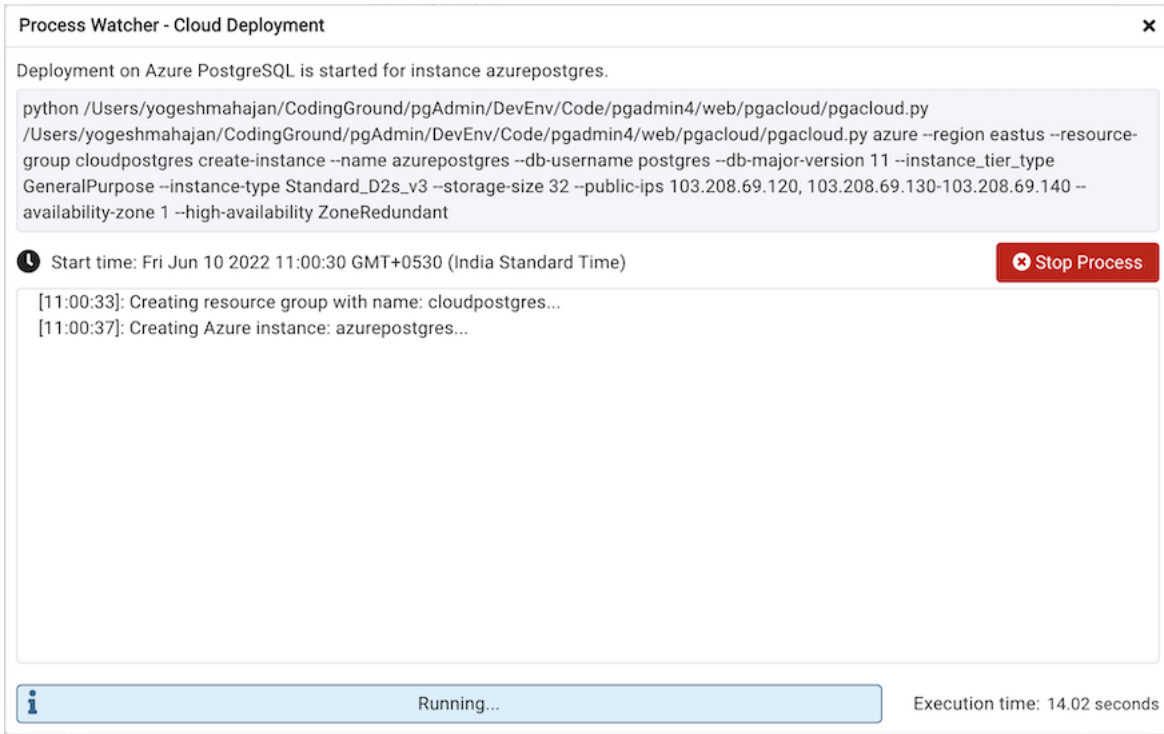 Process Watcher - Cloud Deployment
Deployment on Azure PostgreSQL is started for instance azurepostgres.
python /Users/yogeshmahajan/CodingGround/pgAdmin/DevEnv/Code/pgadmin4/web/pgacloud/pgacloud.py
/Users/yogeshmahajan/CodingGround/pgAdmin/DevEnv/Code/pgadmin4/web/pgacloud/pgacloud.py azure --region eastus --resource-
group cloudpostgres create-instance --name azurepostgres --db-username postgres --db-major-version 11 --instance_tier_type
GeneralPurpose --instance-type Standard_D2s_v3 --storage-size 32 --public-ips 103.208.69.120, 103.208.69.130-103.208.69.140 --
availability-zone 1 --high-availability ZoneRedundant
Start time: Fri Jun 10 2022 11:00:30 GMT+0530 (India Standard Time)
Stop Process
[11:00:33]: Creating resource group with name: cloudpostgres...
[11:00:37]: Creating Azure instance: azurepostgres...
Running...
Execution time: 14.02 seconds